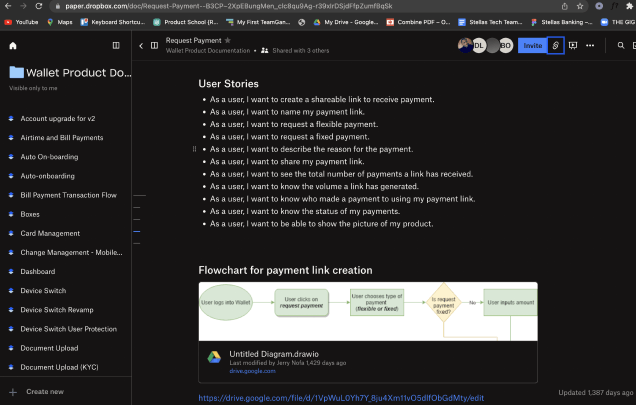 paper.dropbox.com/doc/Request-Payment--B3CP~2XpEBungMen_clcBqu9Ag-r39xlrDSjdFfpZumfBqSk
YouTube
Maps
Keyboard Shortcu...
Product School (R...
My First TeamGan...
My Drive - Google...
Combine PDF – O...
Stellas Tech Team...
Stellas Banking –...
THE GIG
Request Payment
Wallet Product Documentation • Shared with 3 others
DL
BO
Invite
Wallet Product Do...
Visible only to me
Account upgrade for v2
Airtime and Bill Payments
Auto On-boarding
Auto-onboarding
Bill Payment Transaction Flow
Boxes
Card Management
Change Management - Mobile...
Dashboard
Device Switch
Device Switch Revamp
Device Switch User Protection
Document Upload
Document Upload (KYC)
Create new
User Stories
• As a user, I want to create a shareable link to receive payment.
• As a user, I want to name my payment link.
• As a user, I want to request a flexible payment.
• As a user, I want to request a fixed payment.
• As a user, I want to describe the reason for the payment.
• As a user, I want to share my payment link.
• As a user, I want to see the total number of payments a link has received.
• As a user, I want to know the volume a link has generated.
• As a user, I want to know who made a payment to using my payment link.
• As a user, I want to know the status of my payments.
• As a user, I want to be able to show the picture of my product.
Flowchart for payment link creation
User logs into Wallet
User clicks on
request payment
User chooses type of
payment
(flexible or fixed)
Is request
payment
fixed?
No
User inputs amount
Untitled Diagram.drawio
Last modified by Jerry Nofa 1,429 days ago
drive.google.com
https://drive.google.com/file/d/1VpWuL0Yh7Y_8ju4Xm11vO5dlfObGdMty/edit
Updated 1,387 days ago